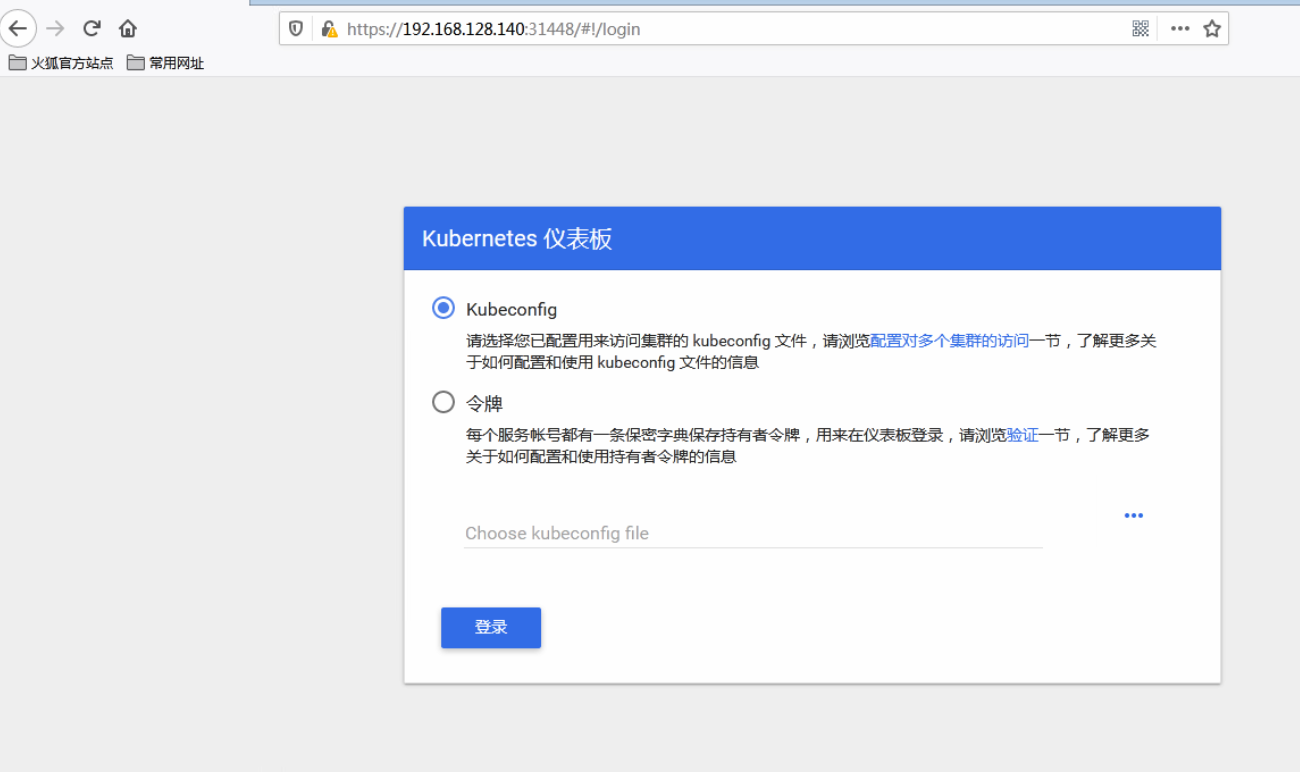 https://192.168.128.140:31448/#!/login
火狐官方站点 常用网址
Kubernetes 仪表板
Kubeconfig
请选择您已配置用来访问集群的 kubeconfig 文件，请浏览配置对多个集群的访问一节，了解更多关
于如何配置和使用 kubeconfig 文件的信息
令牌
每个服务帐号都有一条保密字典保存持有者令牌，用来在仪表板登录，请浏览验证一节，了解更多
关于如何配置和使用持有者令牌的信息
Choose kubeconfig file
登录